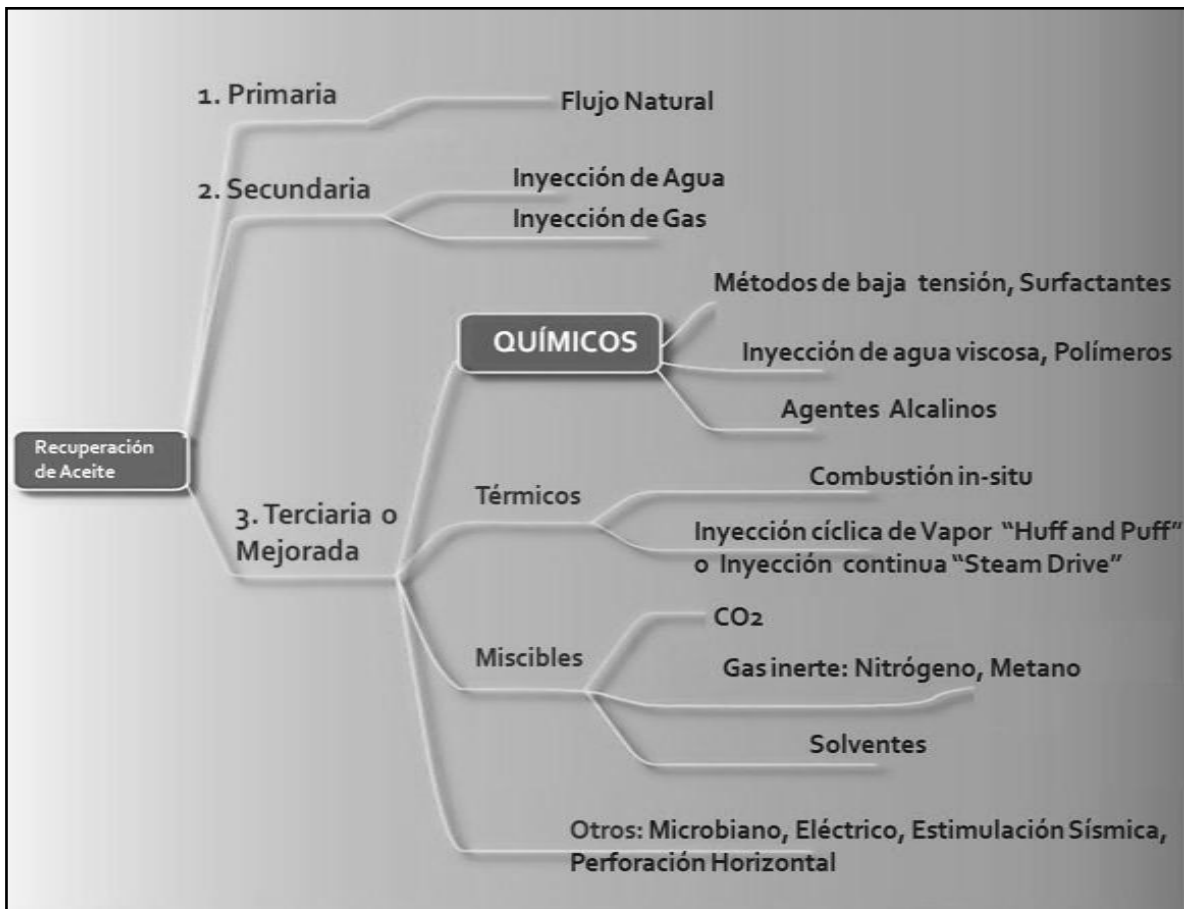 1. Primaria
Flujo Natural
2. Secundaria
Inyección de Agua
Inyección de Gas
Métodos de baja tensión, Surfactantes
QUÍMICOS
Inyección de agua viscosa, Polímeros
Agentes Alcalinos
Recuperación
de Aceite
3. Terciaria o
Mejorada
Térmicos
Combustión in-situ
Inyección cíclica de Vapor "Huff and Puff"
o Inyección continua "Steam Drive"
Miscibles
CO2
Gas inerte: Nitrógeno, Metano
Solventes
Otros: Microbiano, Eléctrico, Estimulación Sísmica,
Perforación Horizontal